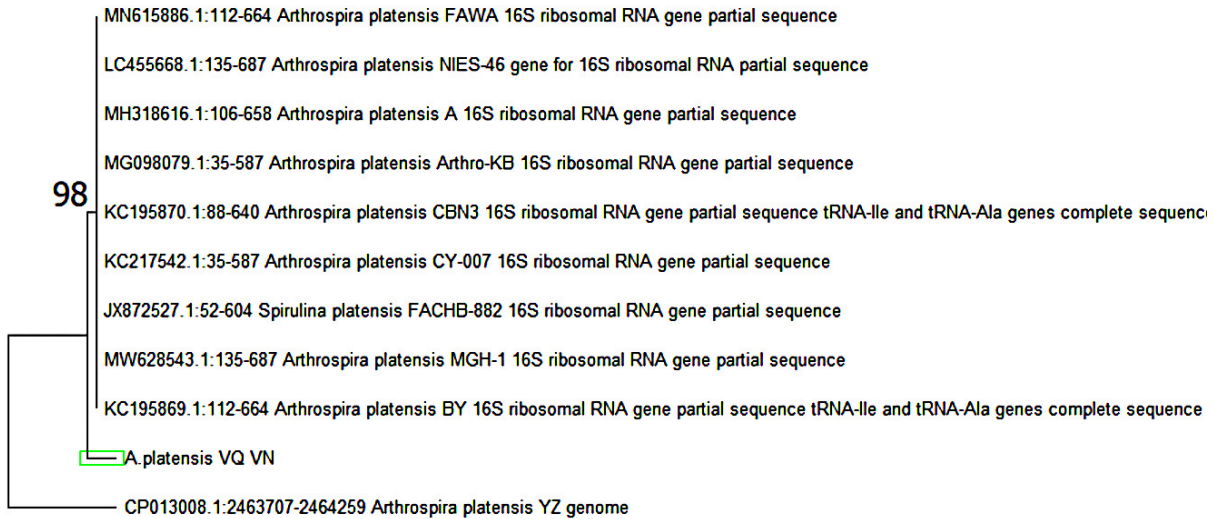 MN615886.1:112-664 Arthrospira platensis FAWA 16S ribosomal RNA gene partial sequence
LC455668.1:135-687 Arthrospira platensis NIES-46 gene for 16S ribosomal RNA partial sequence
MH318616.1:106-658 Arthrospira platensis A 16S ribosomal RNA gene partial sequence
MG098079.1:35-587 Arthrospira platensis Arthro-KB 16S ribosomal RNA gene partial sequence
98
KC195870.1:88-640 Arthrospira platensis CBN3 16S ribosomal RNA gene partial sequence tRNA-Ile and tRNA-Ala genes complete sequence
KC217542.1:35-587 Arthrospira platensis CY-007 16S ribosomal RNA gene partial sequence
JX872527.1:52-604 Spirulina platensis FACHB-882 16S ribosomal RNA gene partial sequence
MW628543.1:135-687 Arthrospira platensis MGH-1 16S ribosomal RNA gene partial sequence
KC195869.1:112-664 Arthrospira platensis BY 16S ribosomal RNA gene partial sequence tRNA-Ile and tRNA-Ala genes complete sequence
A.platensis VQ VN
CP013008.1:2463707-2464259 Arthrospira platensis YZ genome